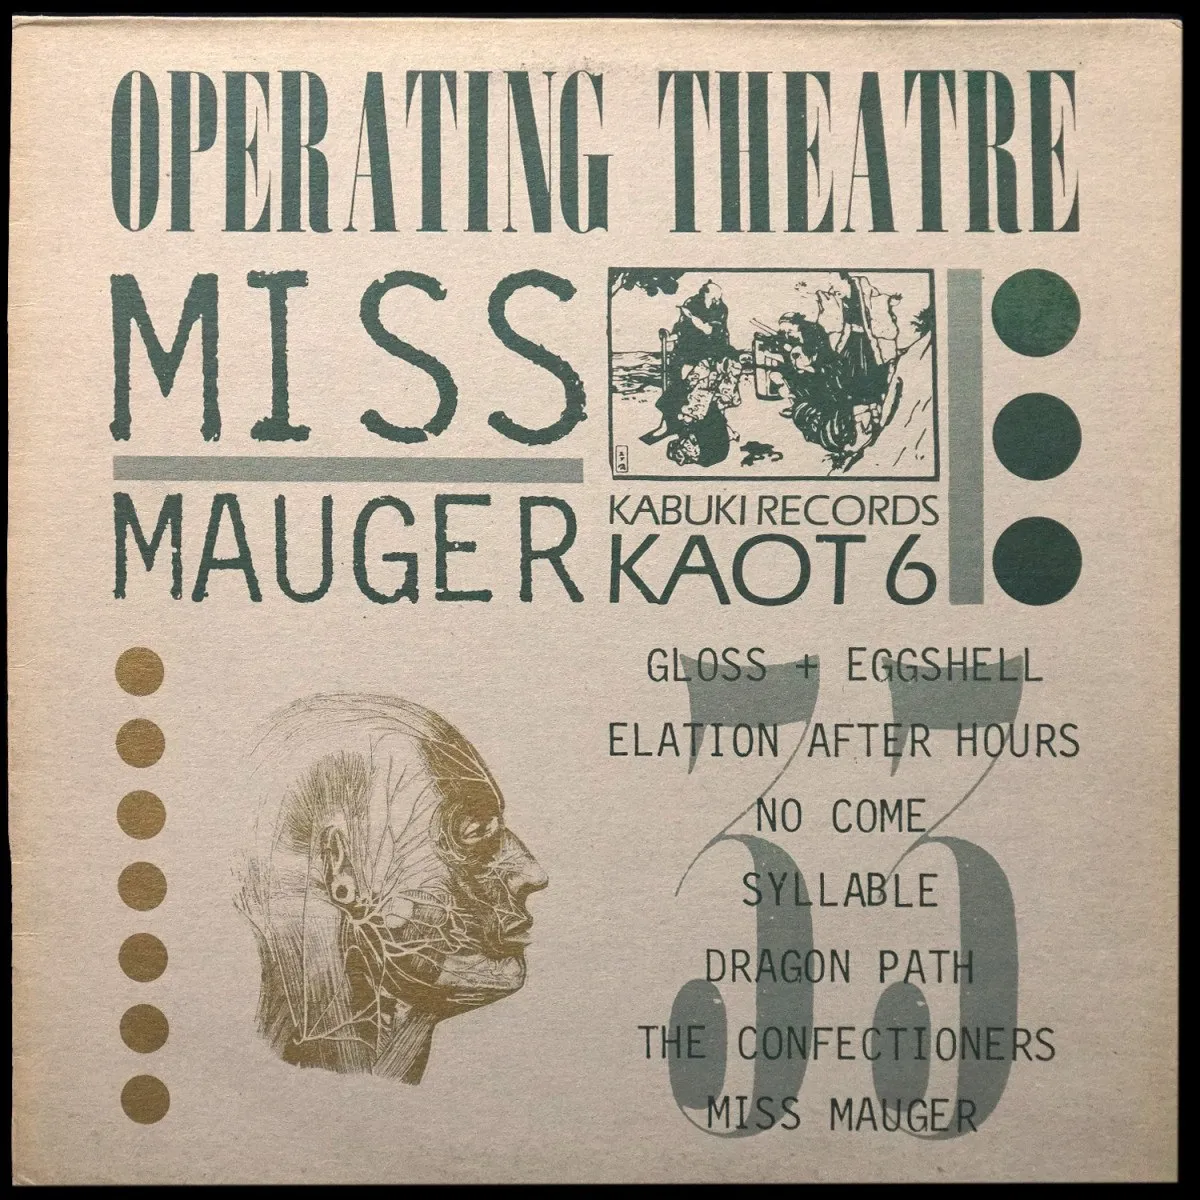 OPERATING THEATRE
MISS
MAUGER
KABUKI RECORDS
KAOT 6
33
GLOSS + EGGSHELL
ELATION AFTER HOURS
NO COME
SYLLABLE
DRAGON PATH
THE CONFECTIONERS
MISS MAUGER